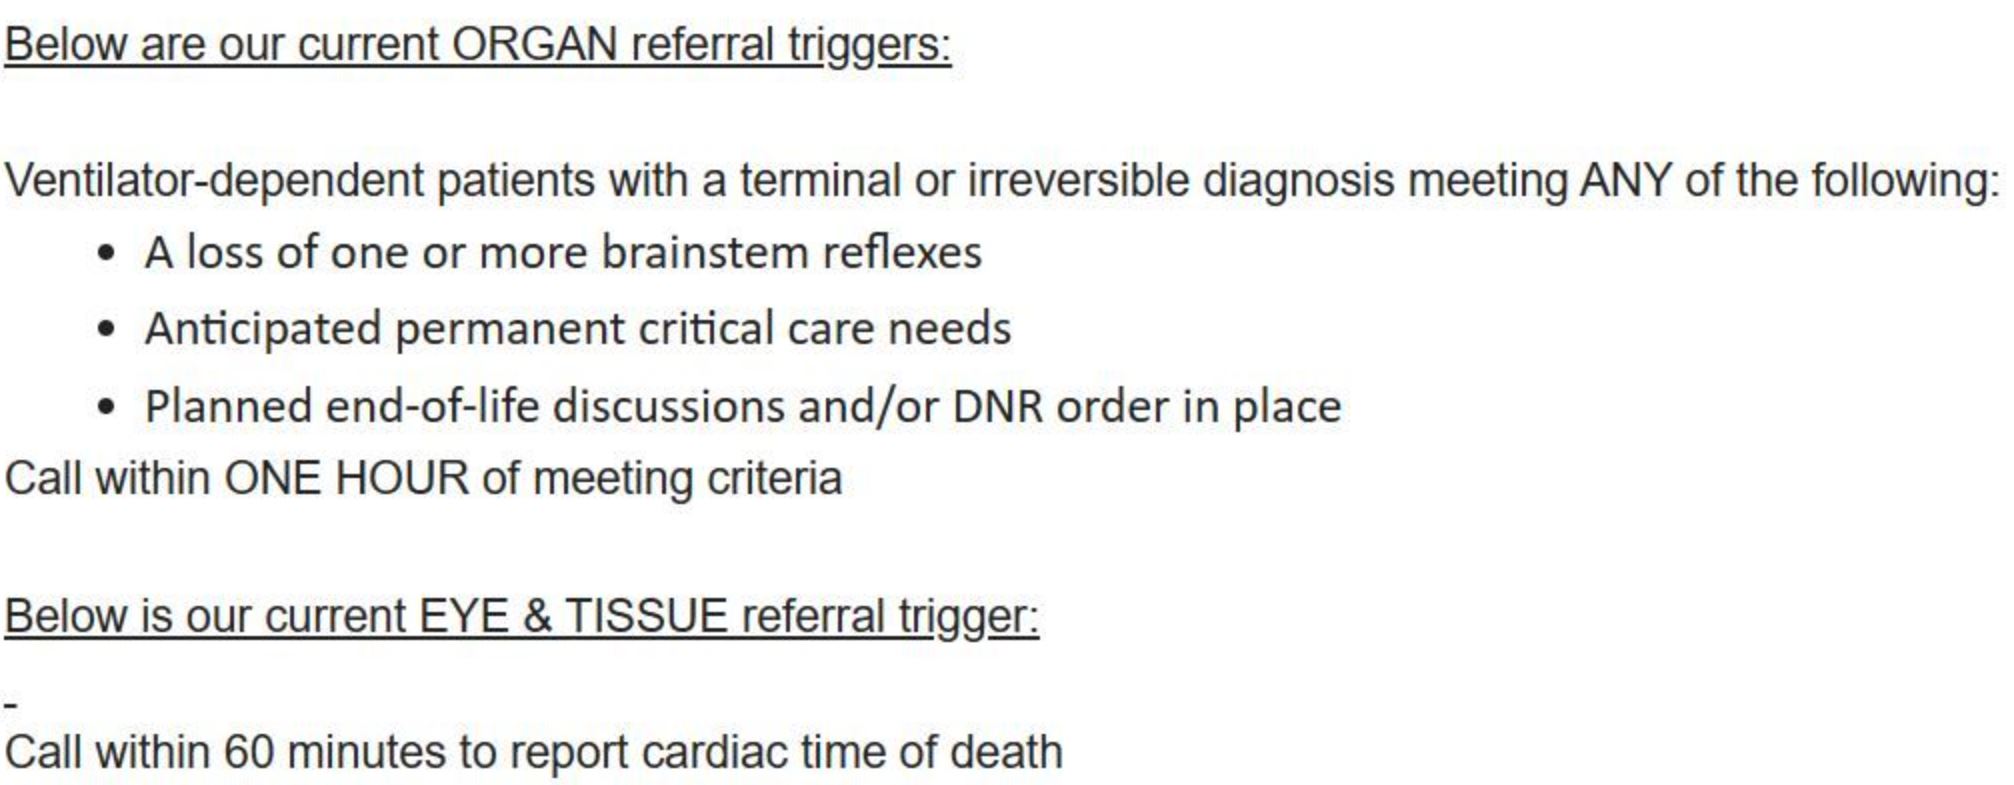 Below are our current ORGAN referral triggers:
Ventilator-dependent patients with a terminal or irreversible diagnosis meeting ANY of the following:
• A loss of one or more brainstem reflexes
• Anticipated permanent critical care needs
• Planned end-of-life discussions and/or DNR order in place
Call within ONE HOUR of meeting criteria
Below is our current EYE & TISSUE referral trigger:
Call within 60 minutes to report cardiac time of death